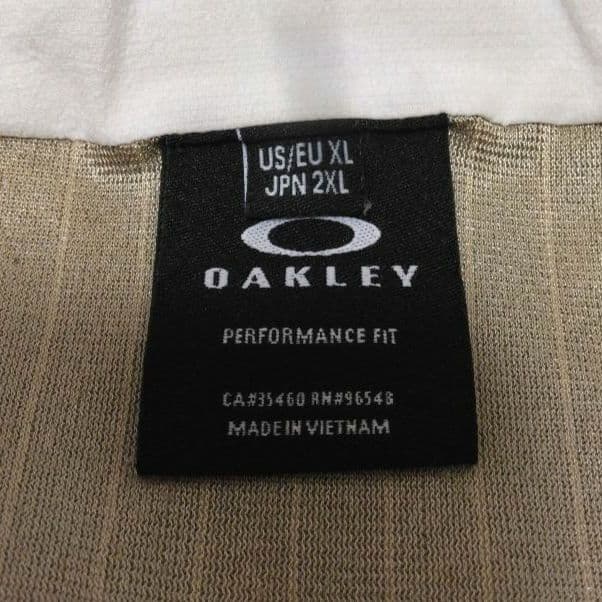 US/EU XL
JPN 2XL
OAKLEY
PERFORMANCE FIT
CA#35460 RN#96548
MADE IN VIETNAM